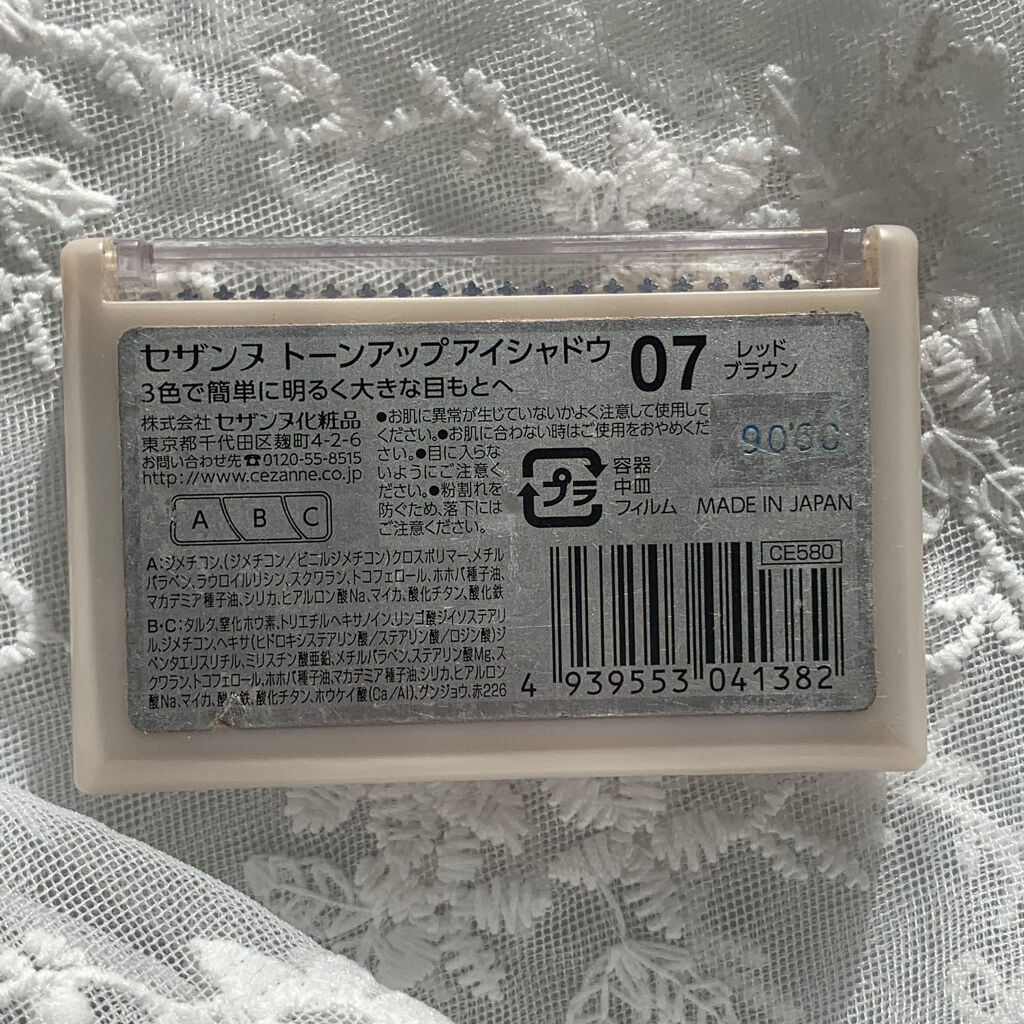 セザンヌ トーンアップアイシャドウ 07 レッド
ブラウン
3色で簡単に明るく大きな目もとへ
株式会社 セザンヌ化粧品
東京都千代田区麹町4-2-6
お問い合わせ先☎0120-55-8515
http://www.cezanne.co.jp
●お肌に異常が生じていないかよく注意して使用して
ください。●お肌に合わない時はご使用をおやめくだ
さい。●目に入らな
いようにご注意く
ださい。●粉割れを
防ぐため、落下には
ご注意ください。
プラ
容器
中皿
フィルム
MADE IN JAPAN
A B C
A:ジメチコン、(ジメチコン/ビニルジメチコン)クロスポリマー、メチル
パラベン、ラウロイルリシン、スクワラン、トコフェロール、ホホバ種子油、
マカデミア種子油、シリカ、ヒアルロン酸Na、マイカ、酸化チタン、酸化鉄
B・C:タルク、窒化ホウ素、トリエチルヘキサノイン、リンゴ酸ジイソステアリ
ル、ジメチコン、ヘキサ(ヒドロキシステアリン酸/ステアリン酸/ロジン酸)ジ
ペンタエリスリチル、ミリスチン酸亜鉛、メチルパラベン、ステアリン酸Mg、ス
クワラン、トコフェロール、ホホバ種子油、マカデミア種子油、シリカ、ヒアルロン
酸Na、マイカ、酸化鉄、酸化チタン、ホウケイ酸(Ca/Al)、グンジョウ、赤226
CE580
4 939553 041382